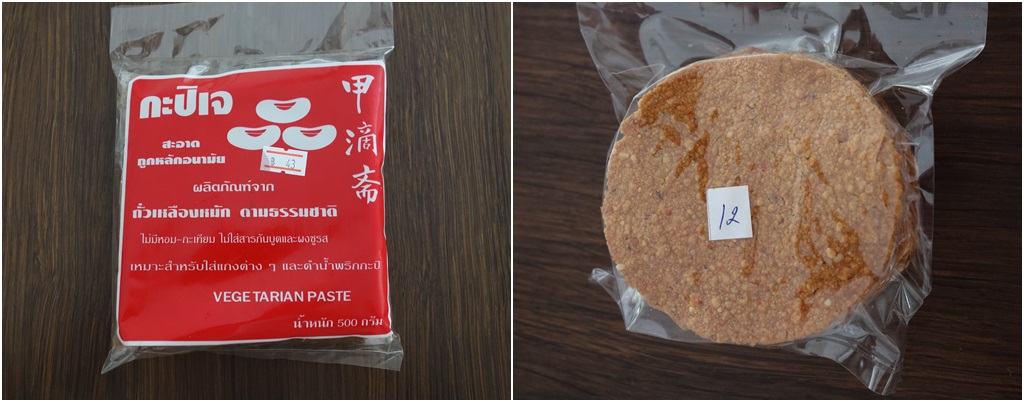 กะปิเจ
甲滴斋
สะอาด
ถูกหลักอนามัย
฿ 43
ผลิตภัณฑ์จาก
ถั่วเหลืองหมัก ตามธรรมชาติ
ไม่มีหอม-กะเทียม ไม่ใส่สารกันบูดและผงชูรส
เหมาะสำหรับใส่แกงต่าง ๆ และตำน้ำพริกกะปิ
VEGETARIAN PASTE
น้ำหนัก 500 กรัม
12